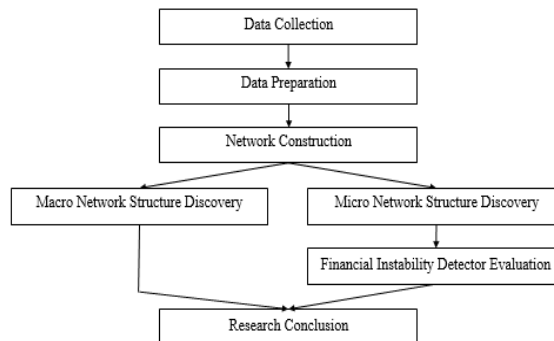 Data Collection
Data Preparation
Network Construction
Macro Network Structure Discovery
Micro Network Structure Discovery
Financial Instability Detector Evaluation
Research Conclusion